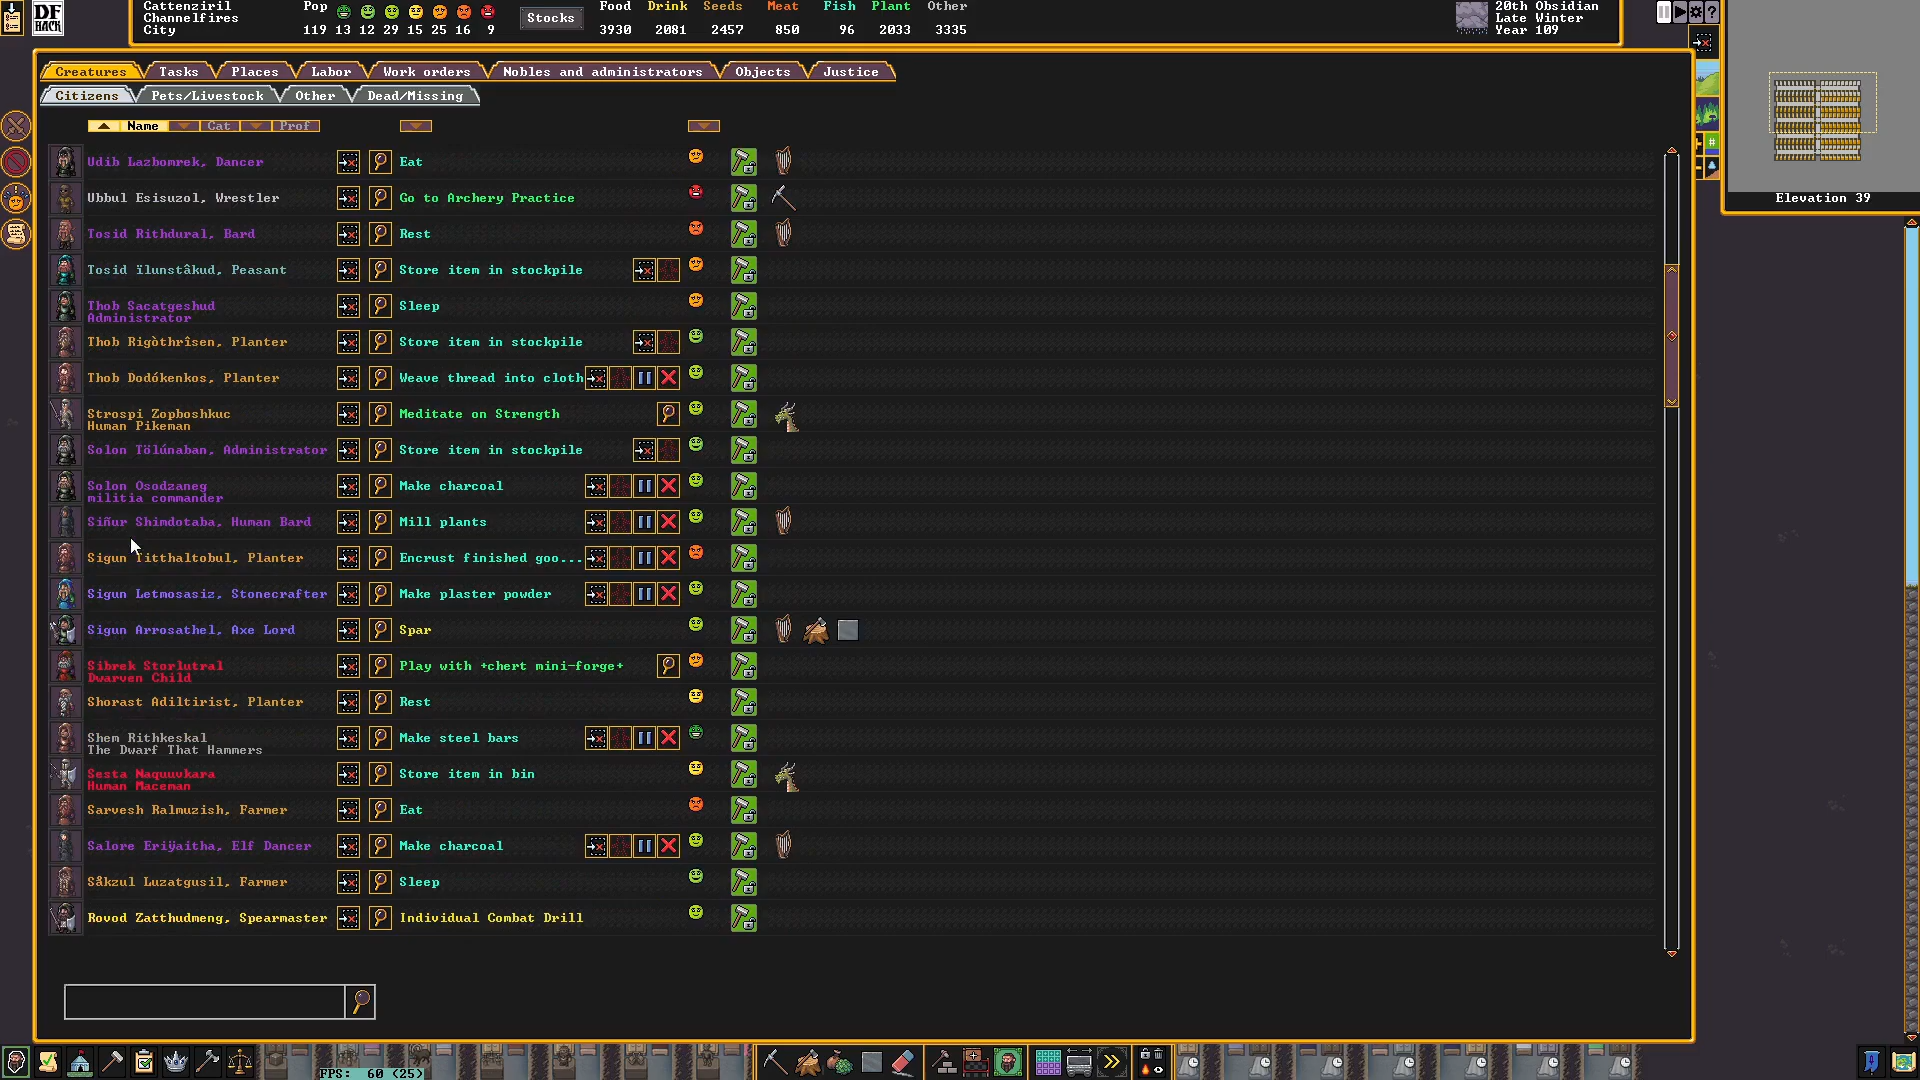 DF HACK
Cattenziril
Channelfires
City
Pop
119 13 12 29 15 25 16 9
Stocks
Food Drink Seeds Meat Fish Plant Other
3930 2081 2457 850 96 2033 3335
20th Obsidian
Late Winter
Year 109
Elevation 39
Creatures Tasks Places Labor Work orders Nobles and administrators Objects Justice
Citizens Pets/Livestock Other Dead/Missing
Name Cat Prof
Udib Lazbomrek, Dancer Eat
Ubbul Esisuzol, Wrestler Go to Archery Practice
Tosid Rithdural, Bard Rest
Tosid ïlunstâkud, Peasant Store item in stockpile
Thob Sacatgeshud Sleep
Administrator
Thob Rigòthrîsen, Planter Store item in stockpile
Thob Dodókenkos, Planter Weave thread into cloth
Strospi Zopboshkuc Meditate on Strength
Human Pikeman
Solon Tölúnaban, Administrator Store item in stockpile
Solon Osodzaneg Make charcoal
militia commander
Siñur Shimdotaba, Human Bard Mill plants
Sigun Titthaltobul, Planter Encrust finished goo...
Sigun Letmosasiz, Stonecrafter Make plaster powder
Sigun Arrosathel, Axe Lord Spar
Sibrek Storlutral Play with +chert mini-forge+
Dwarven Child
Shorast Adiltirist, Planter Rest
Shem Rithkeskal Make steel bars
The Dwarf That Hammers
Sesta Naquuvkara Store item in bin
Human Maceman
Sarvesh Ralmuzish, Farmer Eat
Salore Eriÿaitha, Elf Dancer Make charcoal
Såkzul Luzatgusil, Farmer Sleep
Rovod Zatthudmeng, Spearmaster Individual Combat Drill
FPS: 60 (25)